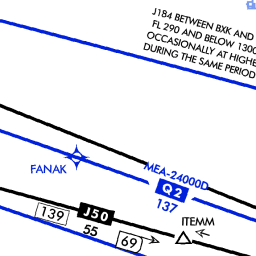 J184 BETWEEN BXK AND
FL 290 AND BELOW 1300
OCCASIONALLY AT HIGHE
DURING THE SAME PERIOD
FANAK
MEA-24000D
Q2
137
ITEMM
139
J50
55
69